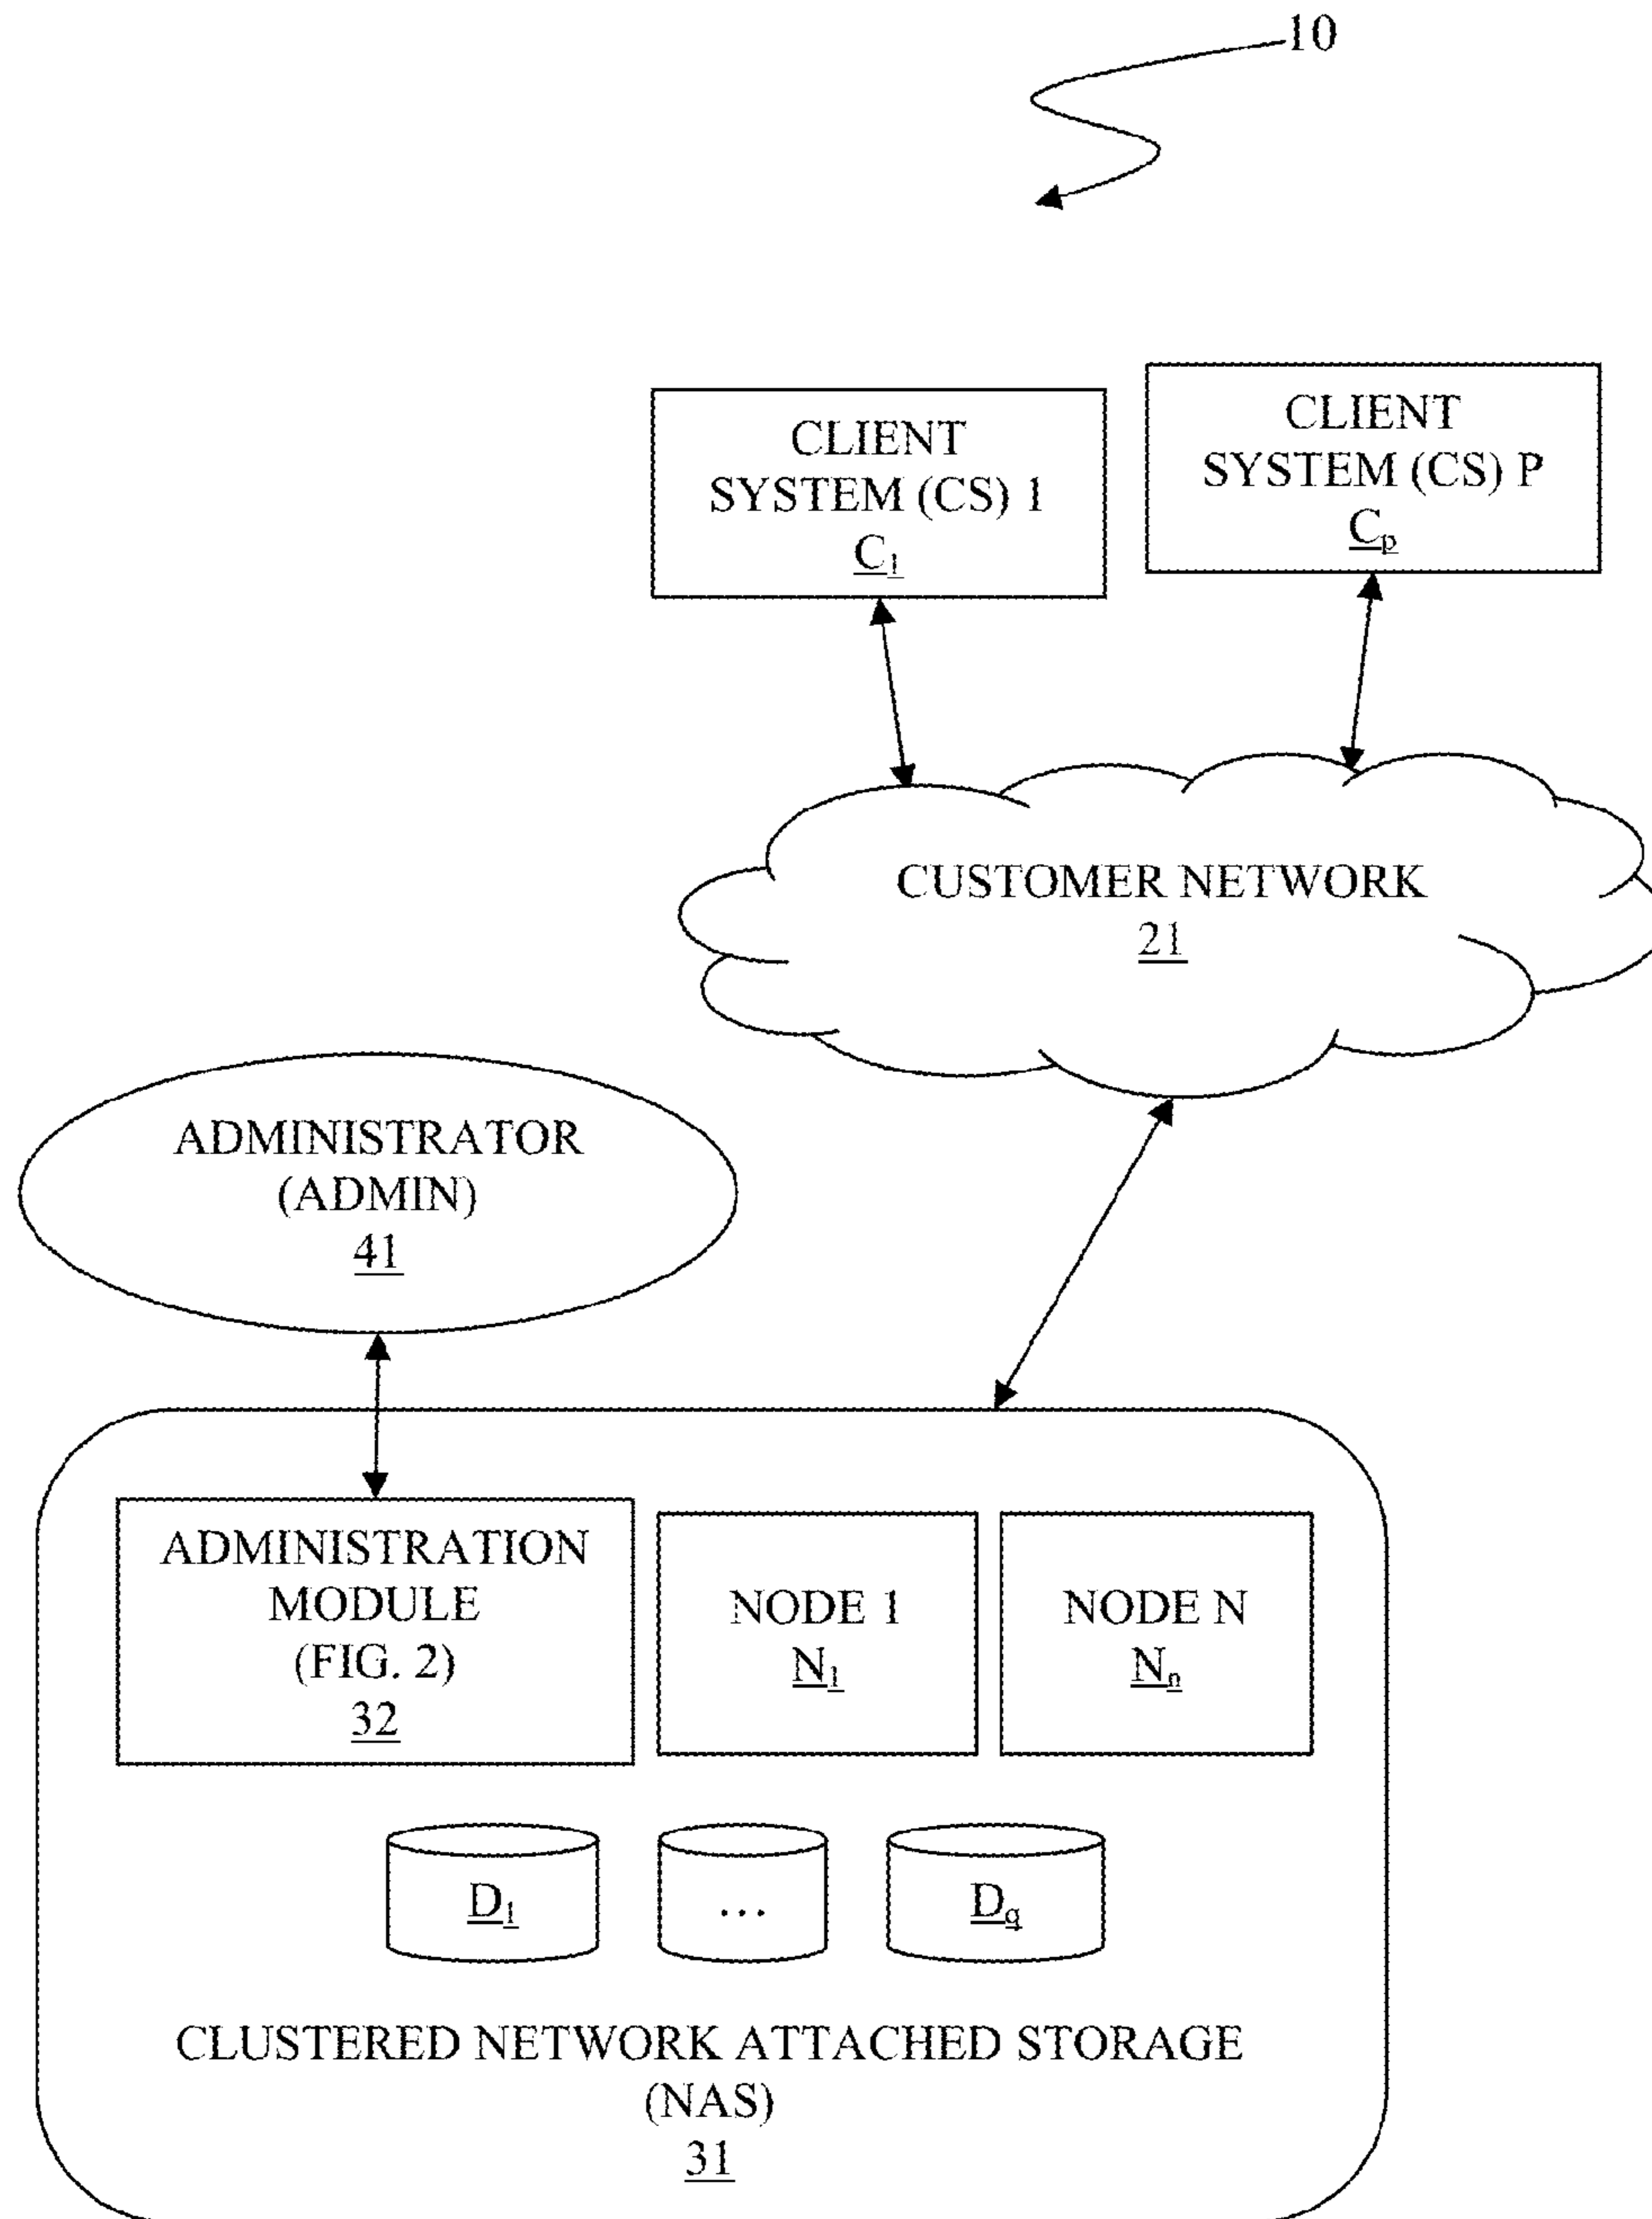 10
CLIENT
SYSTEM (CS) 1
C1
CLIENT
SYSTEM (CS) P
Cp
CUSTOMER NETWORK
21
ADMINISTRATOR
(ADMIN)
41
ADMINISTRATION
MODULE
(FIG. 2)
32
NODE 1
N1
NODE N
Nn
D1
...
Dq
CLUSTERED NETWORK ATTACHED STORAGE
(NAS)
31